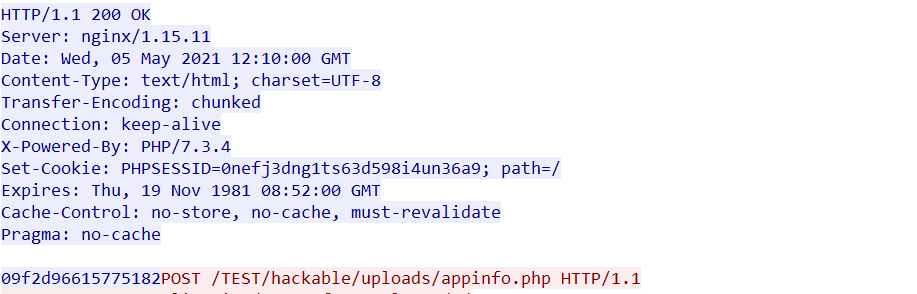 HTTP/1.1 200 OK
Server: nginx/1.15.11
Date: Wed, 05 May 2021 12:10:00 GMT
Content-Type: text/html; charset=UTF-8
Transfer-Encoding: chunked
Connection: keep-alive
X-Powered-By: PHP/7.3.4
Set-Cookie: PHPSESSID=0nefj3dng1ts63d598i4un36a9; path=/
Expires: Thu, 19 Nov 1981 08:52:00 GMT
Cache-Control: no-store, no-cache, must-revalidate
Pragma: no-cache
09f2d96615775182POST /TEST/hackable/uploads/appinfo.php HTTP/1.1